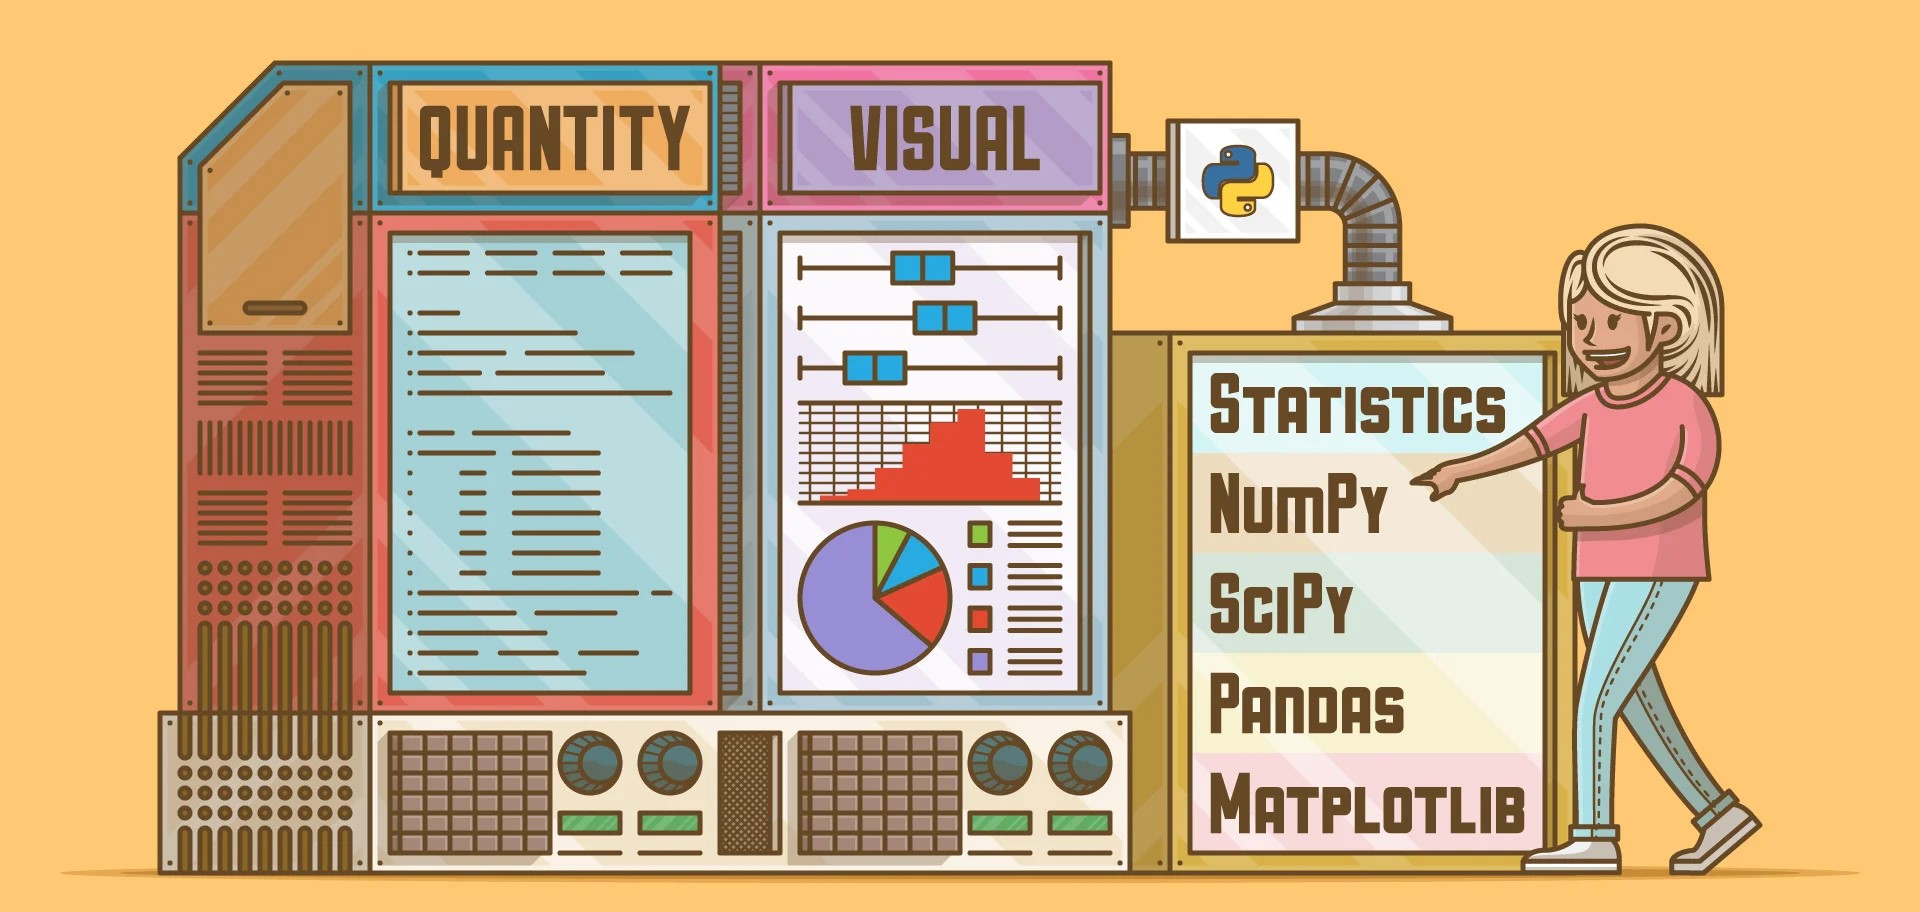 QUANTITY
VISUAL
STATISTICS
NUMPY
SCIPY
PANDAS
MATPLOTLIB